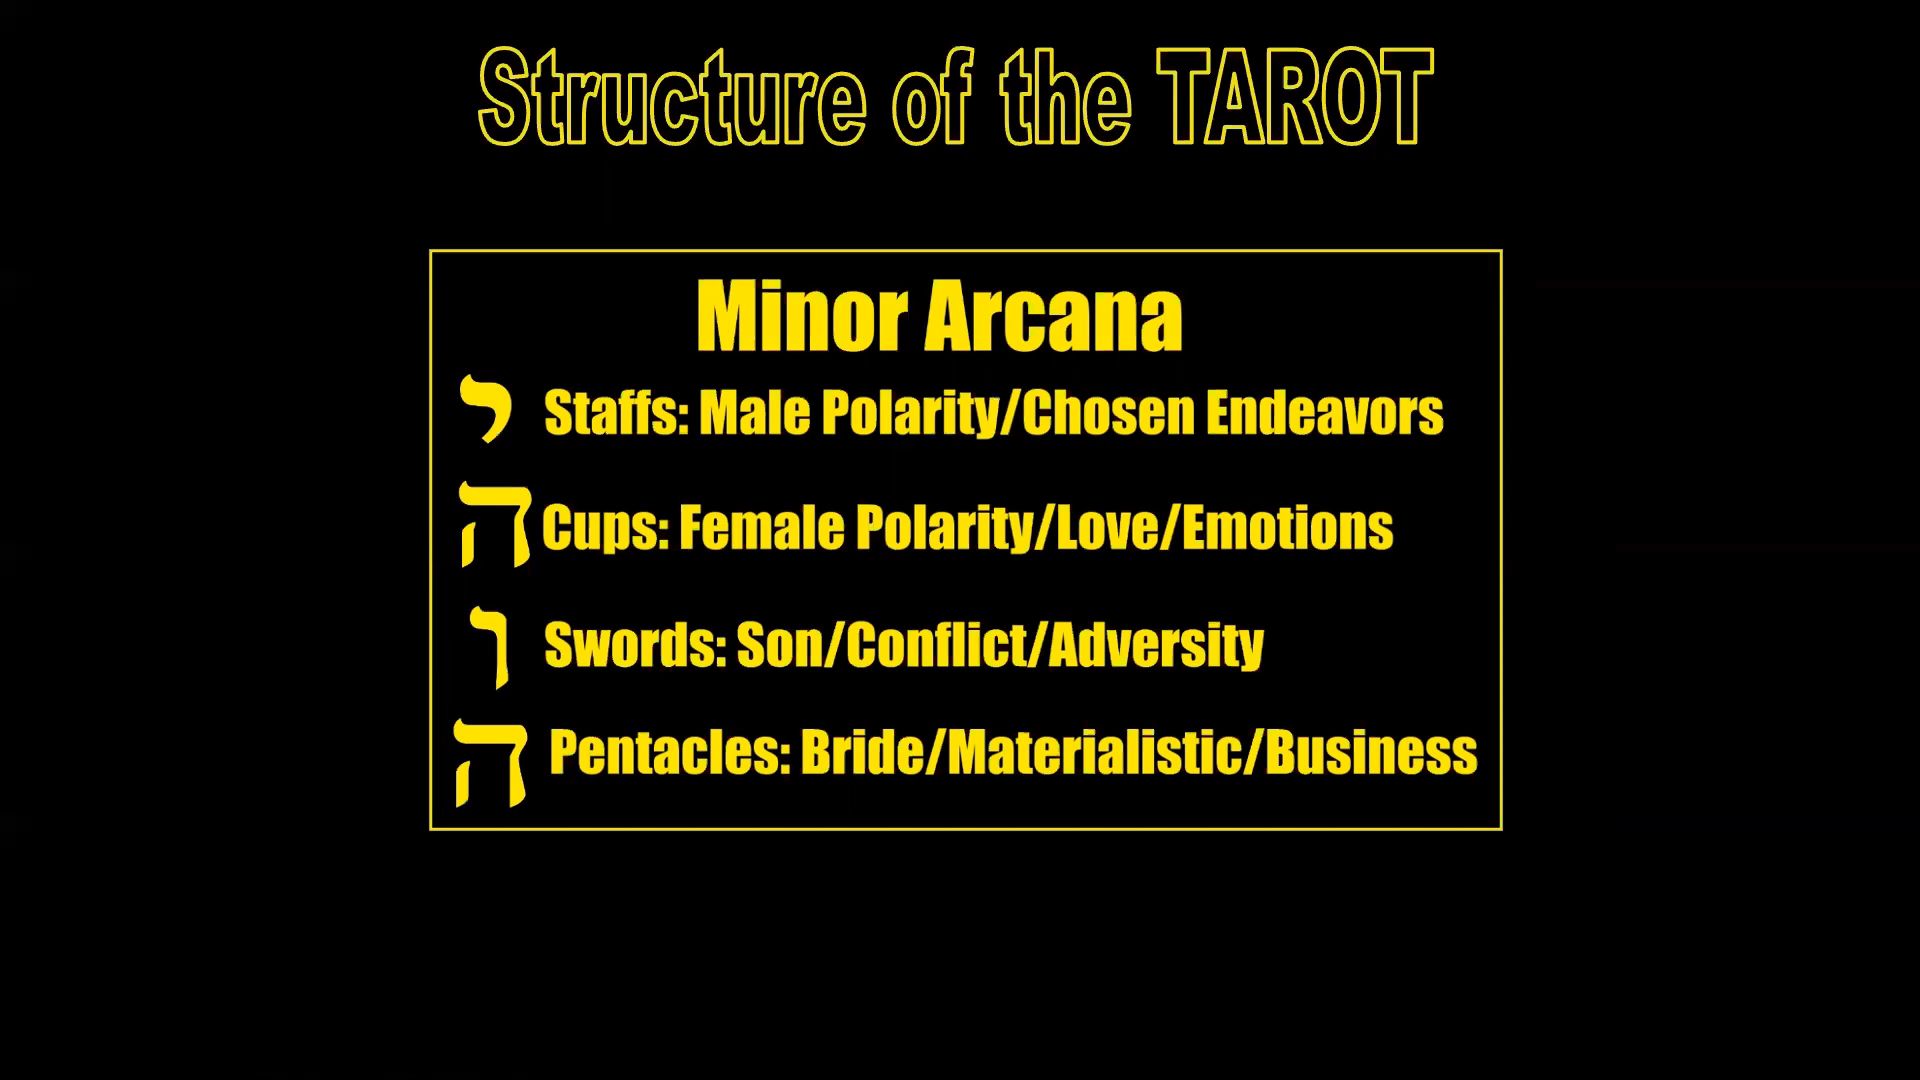 Structure of the TAROT
Minor Arcana
י Staffs: Male Polarity/Chosen Endeavors
ה Cups: Female Polarity/Love/Emotions
ו Swords: Son/Conflict/Adversity
ה Pentacles: Bride/Materialistic/Business